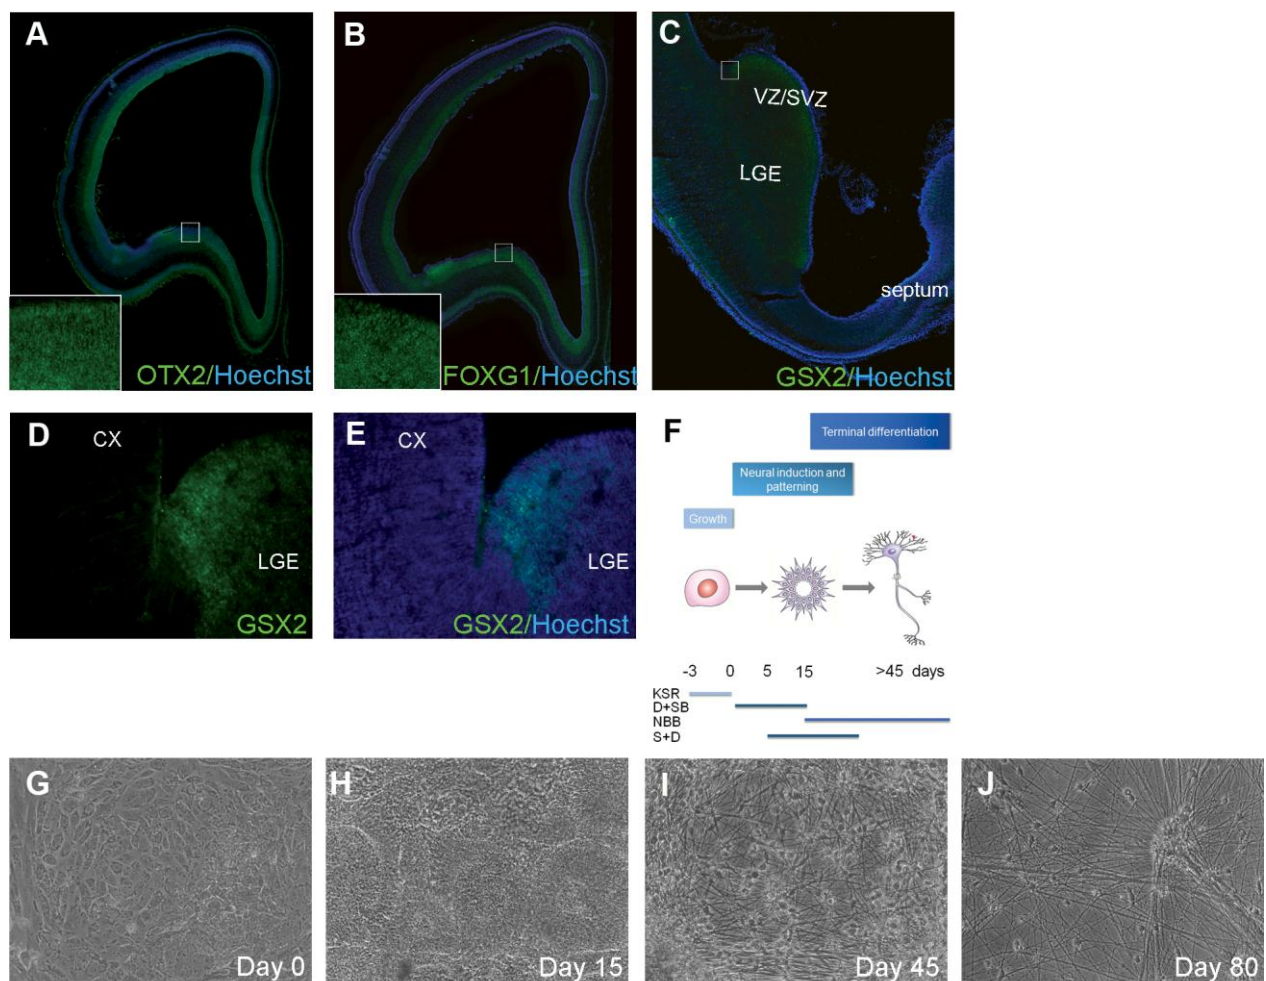 A
OTX2/Hoechst
B
FOXG1/Hoechst
C
VZ/SVZ
LGE
septum
GSX2/Hoechst
D
CX
LGE
GSX2
E
CX
LGE
GSX2/Hoechst
F
Terminal differentiation
Neural induction and
patterning
Growth
-3 0 5 15 >45 days
KSR
D+SB
NBB
S+D
G
Day 0
H
Day 15
I
Day 45
J
Day 80